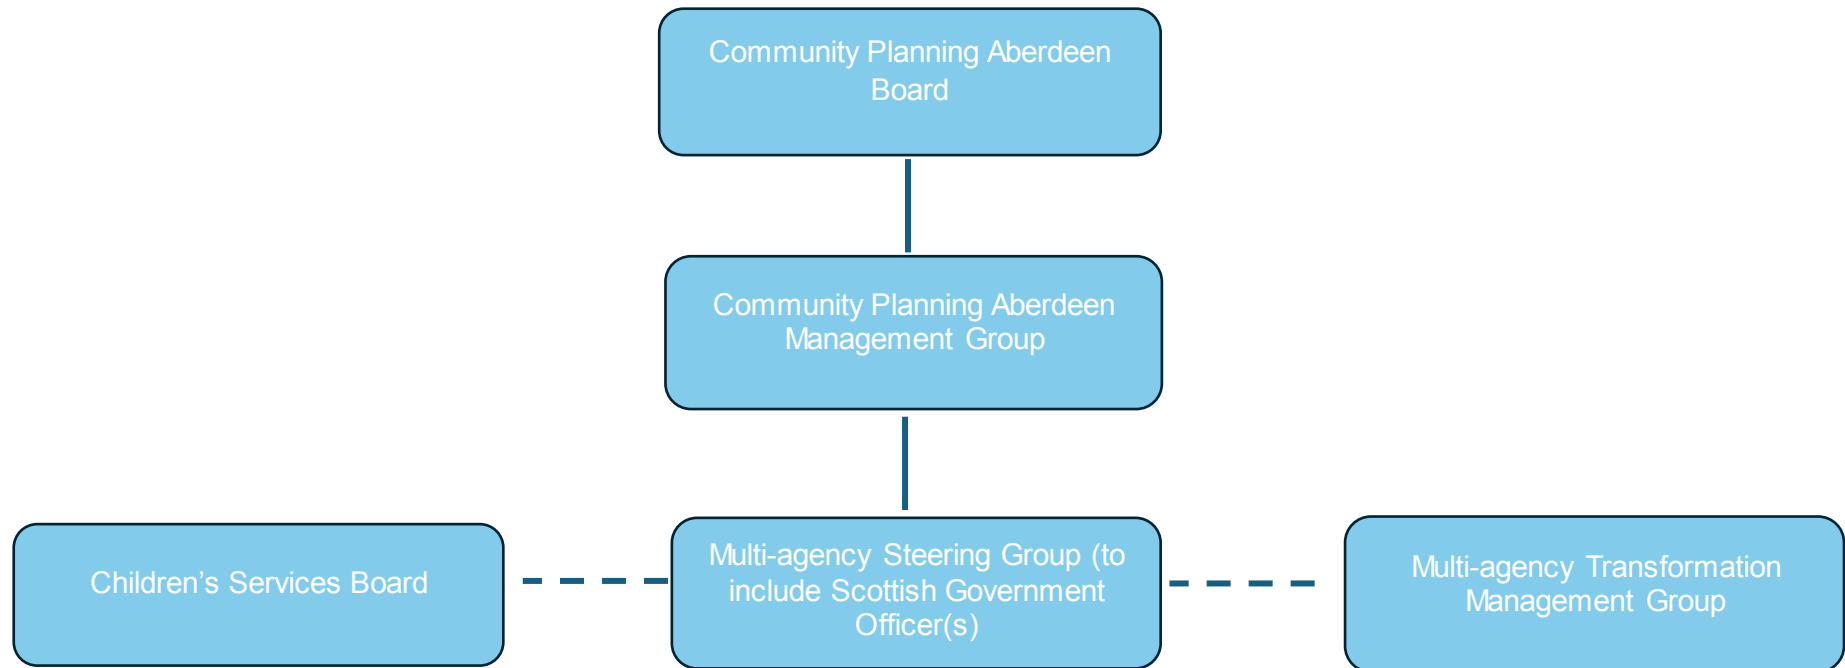 Community Planning Aberdeen
Board
Community Planning Aberdeen
Management Group
Children’s Services Board
Multi-agency Steering Group (to
include Scottish Government
Officer(s)
Multi-agency Transformation
Management Group